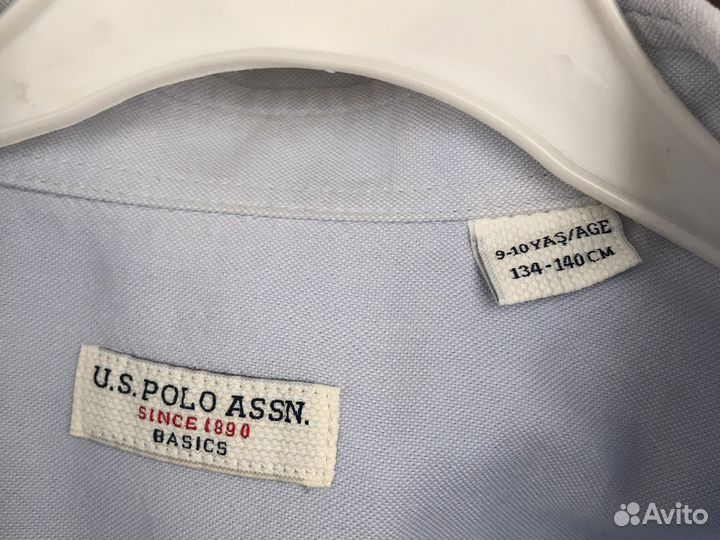 9-10 YAŞ/AGE
134-140 CM
U.S. POLO ASSN.
SINCE 1890
BASICS
Avito